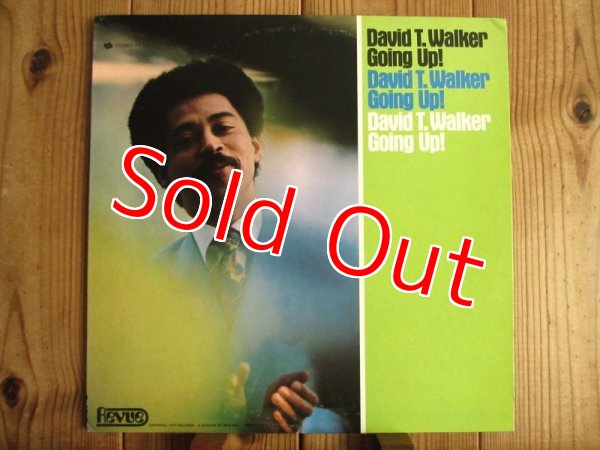 David T. Walker
Going Up!
David T. Walker
Going Up!
David T. Walker
Going Up!
Sold Out
REVUE